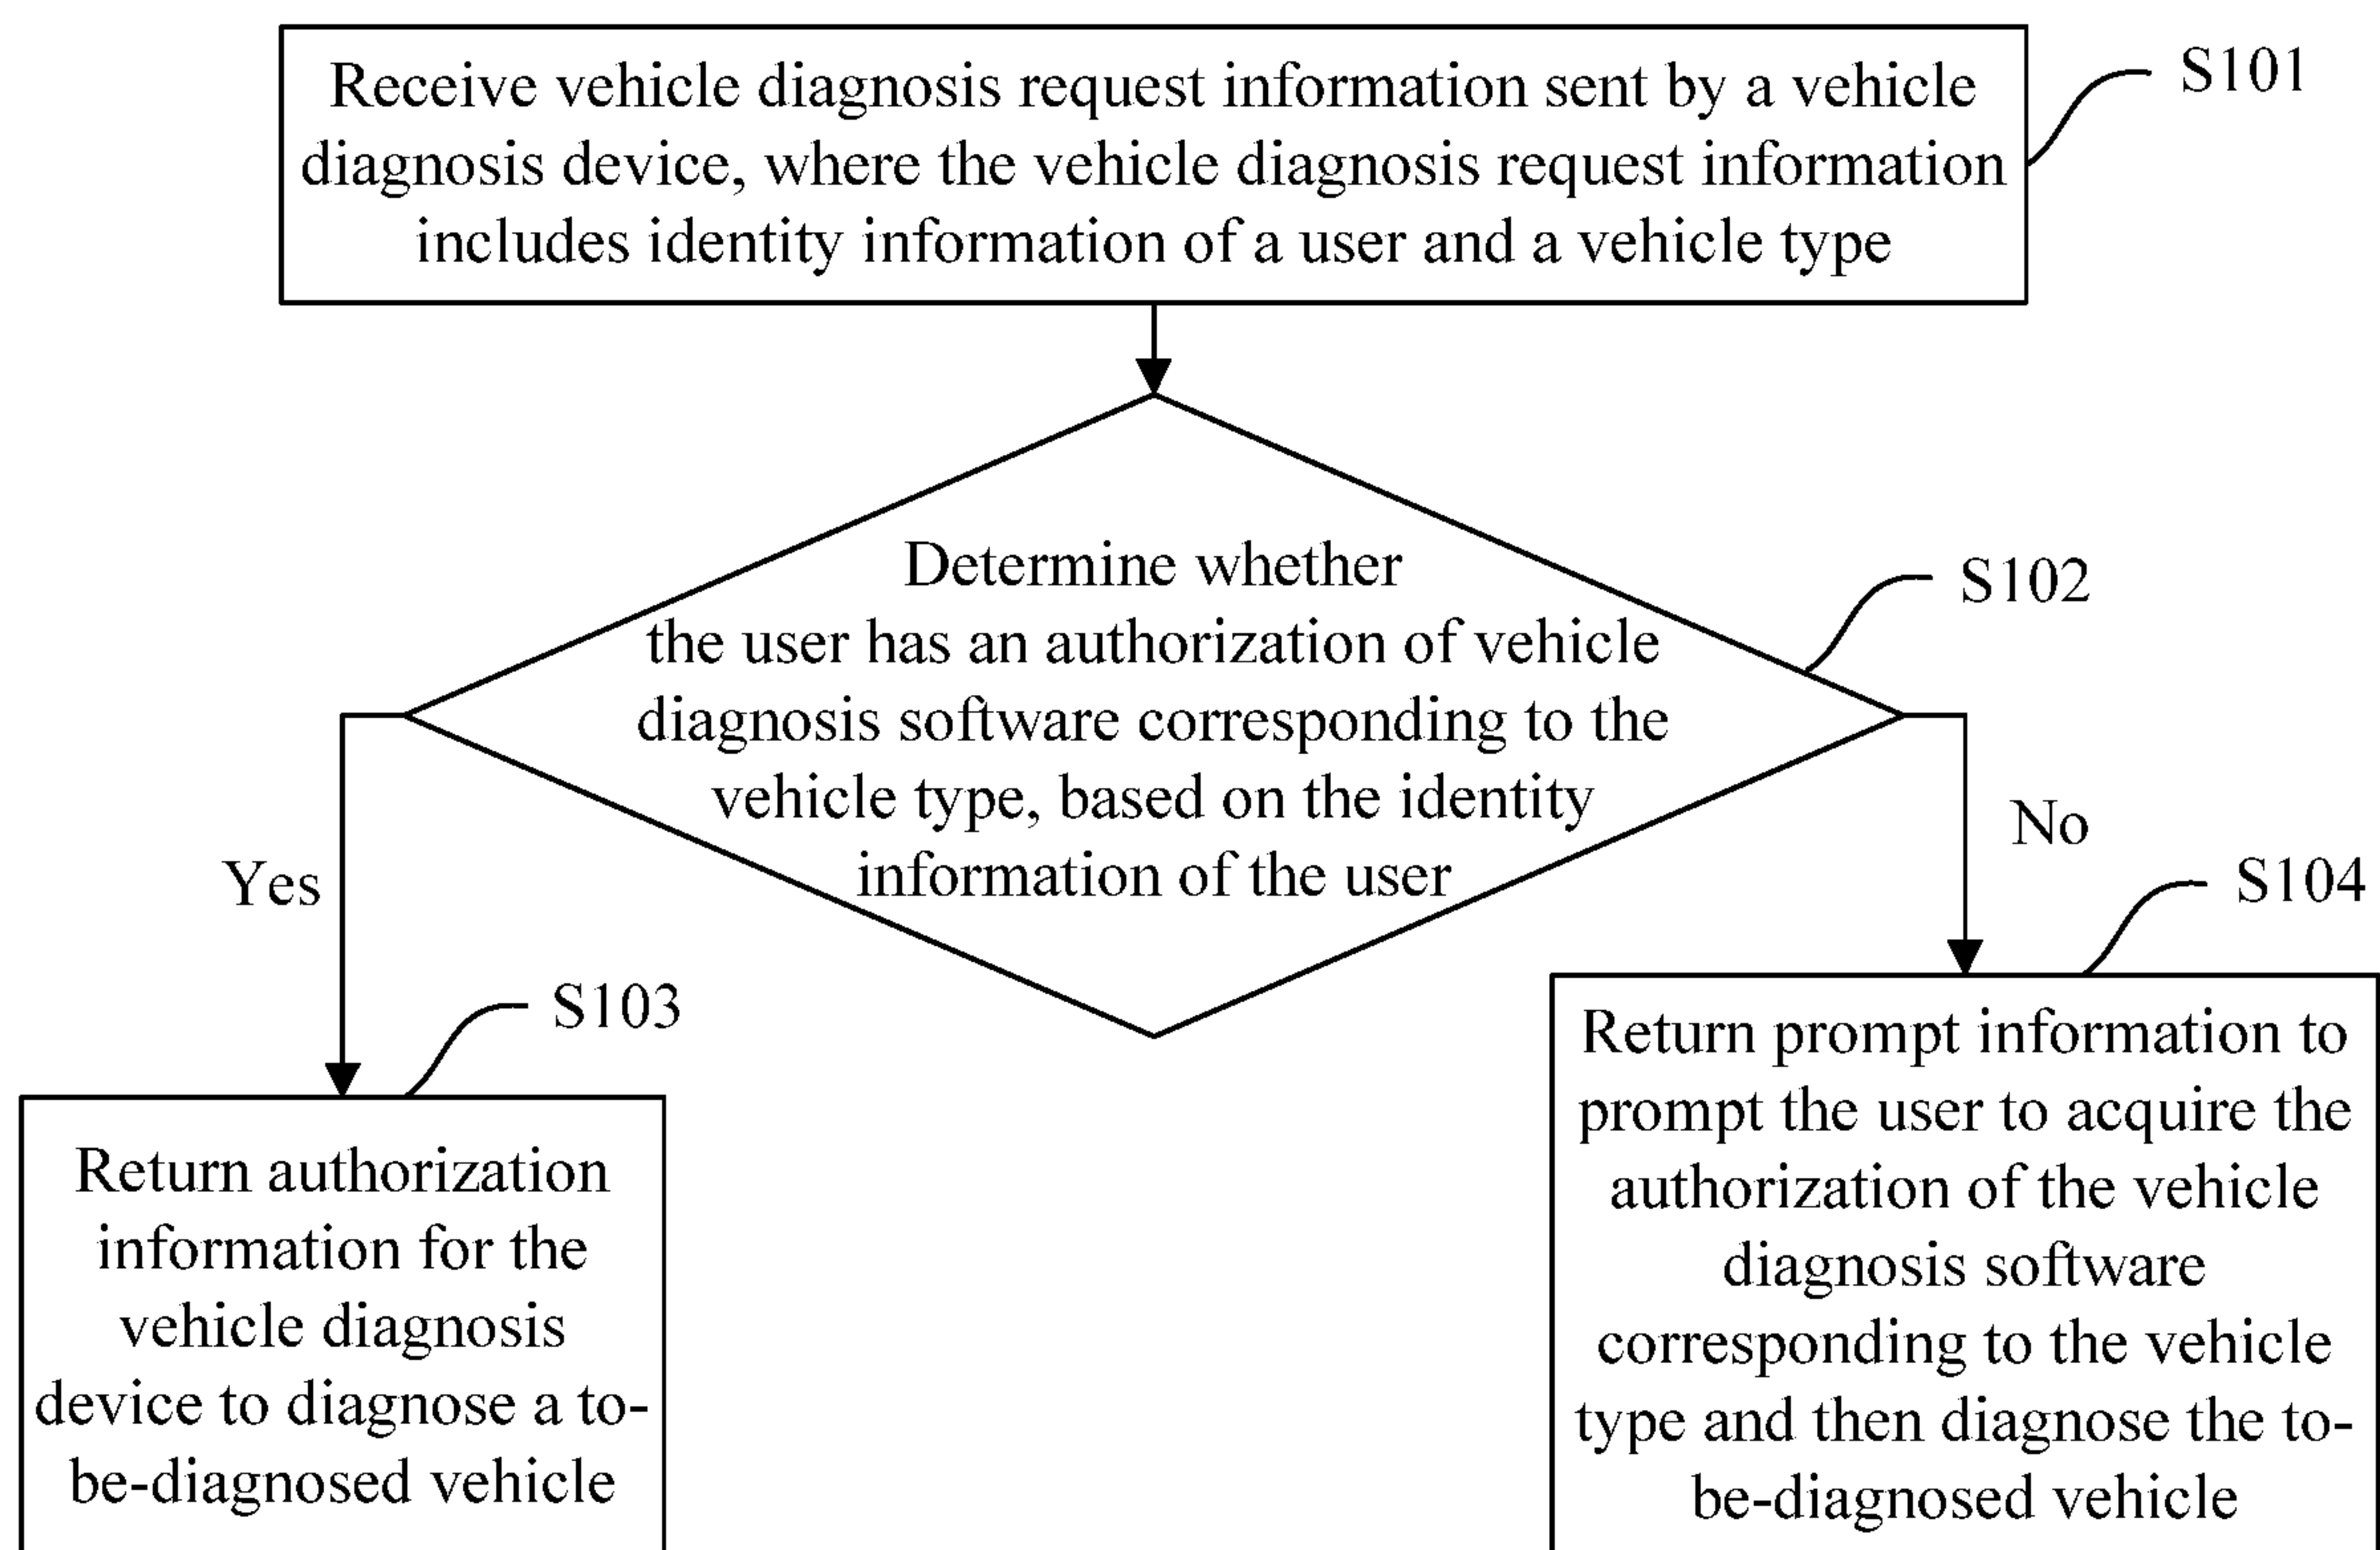 Receive vehicle diagnosis request information sent by a vehicle
diagnosis device, where the vehicle diagnosis request information
includes identity information of a user and a vehicle type
S101
Determine whether
the user has an authorization of vehicle
diagnosis software corresponding to the
vehicle type, based on the identity
information of the user
S102
Yes
No
S103
Return authorization
information for the
vehicle diagnosis
device to diagnose a to-
be-diagnosed vehicle
S104
Return prompt information to
prompt the user to acquire the
authorization of the vehicle
diagnosis software
corresponding to the vehicle
type and then diagnose the to-
be-diagnosed vehicle